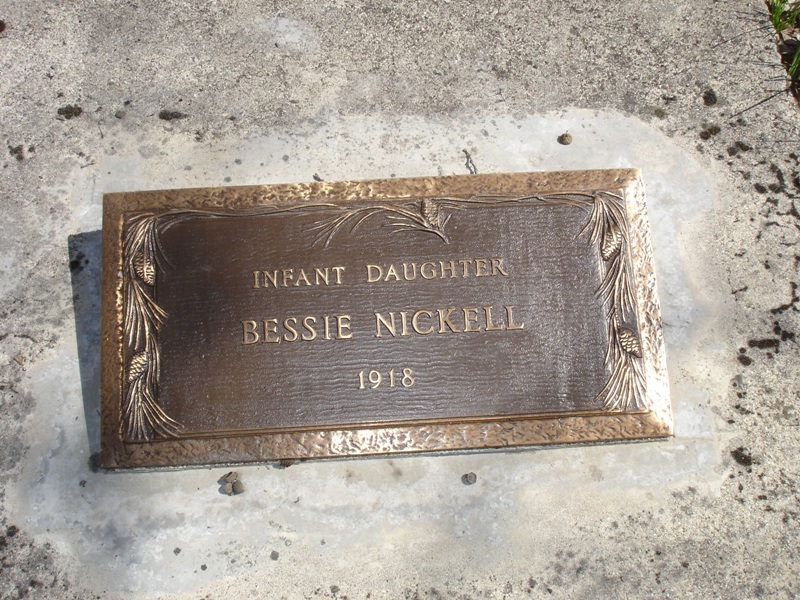 INFANT DAUGHTER
BESSIE NICKELL
1918